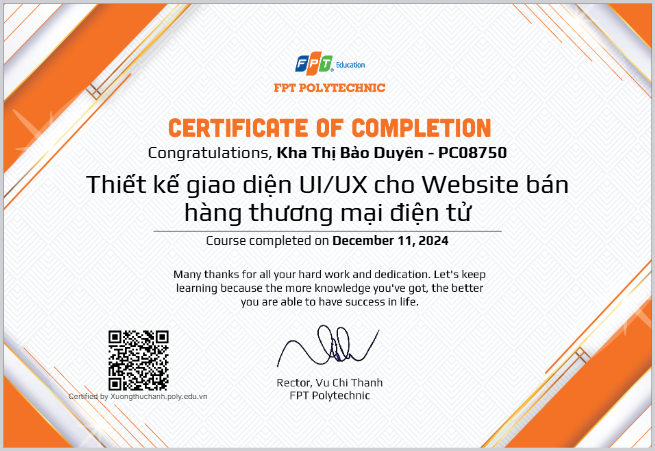 FPT Education
FPT POLYTECHNIC
CERTIFICATE OF COMPLETION
Congratulations, Kha Thị Bảo Duyên - PC08750
Thiết kế giao diện UI/UX cho Website bán
hàng thương mại điện tử
Course completed on December 11, 2024
Many thanks for all your hard work and dedication. Let's keep
learning because the more knowledge you've got, the better
you are able to have success in life.
Rector, Vu Chi Thanh
FPT Polytechnic
Certified by Xuongthuchanh.poly.edu.vn